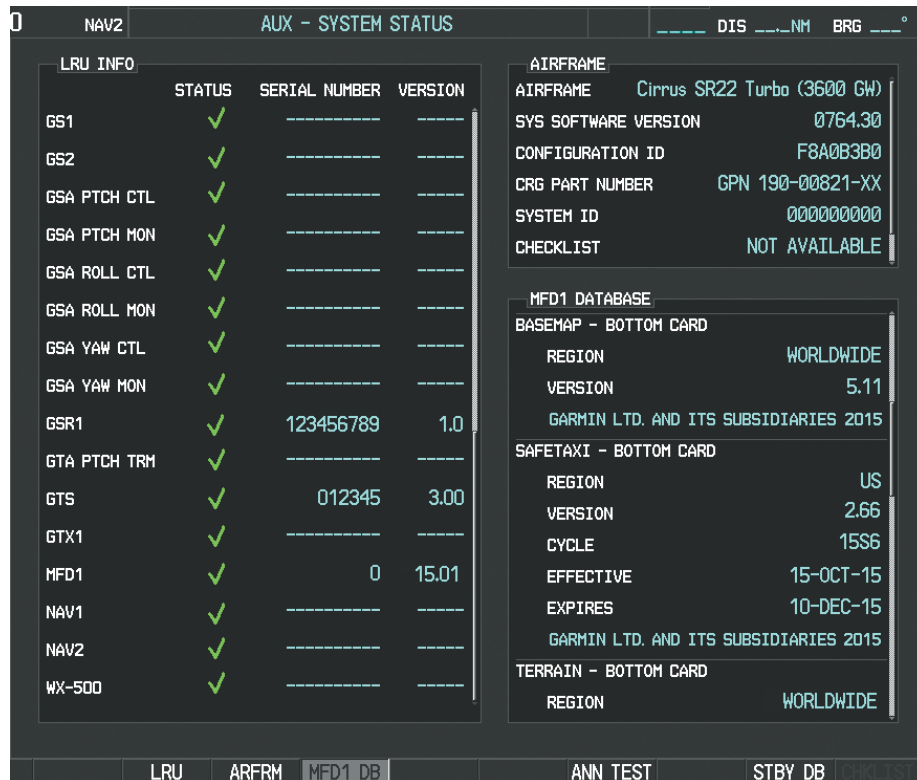 NAV2 AUX - SYSTEM STATUS ____ DIS __._NM BRG ___°
LRU INFO
STATUS SERIAL NUMBER VERSION
GS1 ✓ ---------- -----
GS2 ✓ ---------- -----
GSA PTCH CTL ✓ ---------- -----
GSA PTCH MON ✓ ---------- -----
GSA ROLL CTL ✓ ---------- -----
GSA ROLL MON ✓ ---------- -----
GSA YAW CTL ✓ ---------- -----
GSA YAW MON ✓ ---------- -----
GSR1 ✓ 123456789 1.0
GTA PTCH TRM ✓ ---------- -----
GTS ✓ 012345 3.00
GTX1 ✓ ---------- -----
MFD1 ✓ 0 15.01
NAV1 ✓ ---------- -----
NAV2 ✓ ---------- -----
WX-500 ✓ ---------- -----
AIRFRAME
AIRFRAME Cirrus SR22 Turbo (3600 GW)
SYS SOFTWARE VERSION 0764.30
CONFIGURATION ID F8A0B3B0
CRG PART NUMBER GPN 190-00821-XX
SYSTEM ID 000000000
CHECKLIST NOT AVAILABLE
MFD1 DATABASE
BASEMAP - BOTTOM CARD
REGION WORLDWIDE
VERSION 5.11
GARMIN LTD. AND ITS SUBSIDIARIES 2015
SAFETAXI - BOTTOM CARD
REGION US
VERSION 2.66
CYCLE 15S6
EFFECTIVE 15-OCT-15
EXPIRES 10-DEC-15
GARMIN LTD. AND ITS SUBSIDIARIES 2015
TERRAIN - BOTTOM CARD
REGION WORLDWIDE
LRU ARFRM MFD1 DB ANN TEST STBY DB CHKLIST